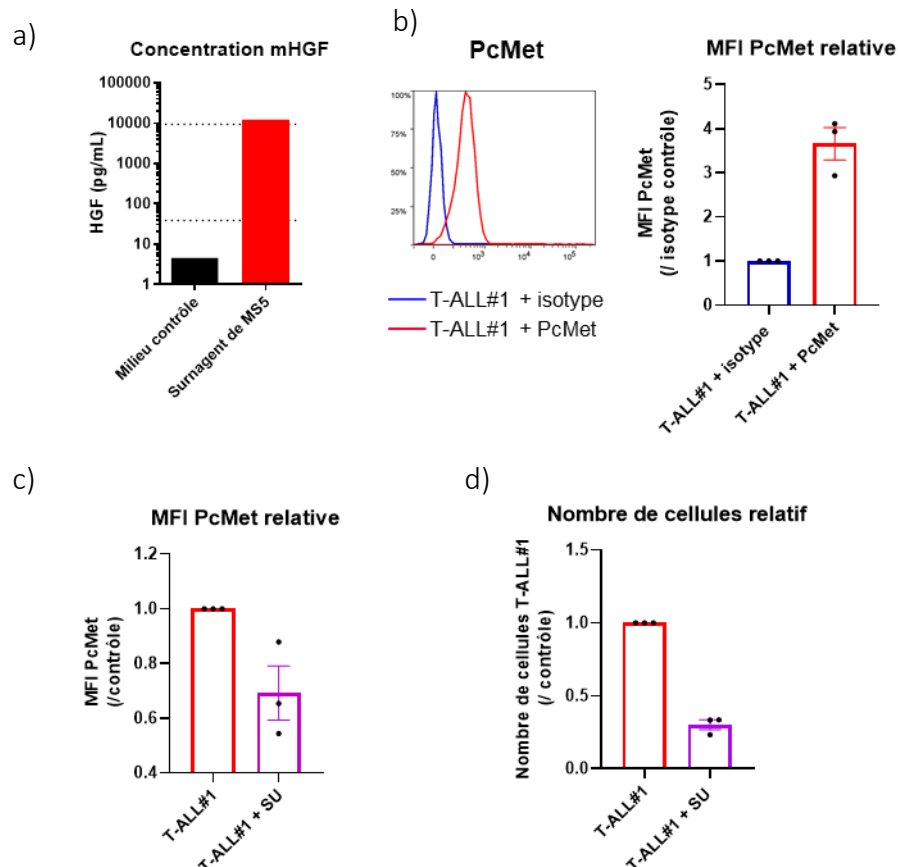 a)
Concentration mHGF
HGF (pg/mL)
100000
10000
1000
100
10
1
Milieu contrôle
Surnagent de MS5
b)
PcMet
100%
75%
50%
25%
0
10³
10⁴
10⁵
T-ALL#1 + isotype
T-ALL#1 + PcMet
MFI PcMet relative
MFI PcMet
(/ isotype contrôle)
5
4
3
2
1
0
T-ALL#1 + isotype
T-ALL#1 + PcMet
c)
MFI PcMet relative
MFI PcMet
(/contrôle)
1.2
1.0
0.8
0.6
0.4
T-ALL#1
T-ALL#1 + SU
d)
Nombre de cellules relatif
Nombre de cellules T-ALL#1
(/ contrôle)
1.5
1.0
0.5
0.0
T-ALL#1
T-ALL#1 + SU